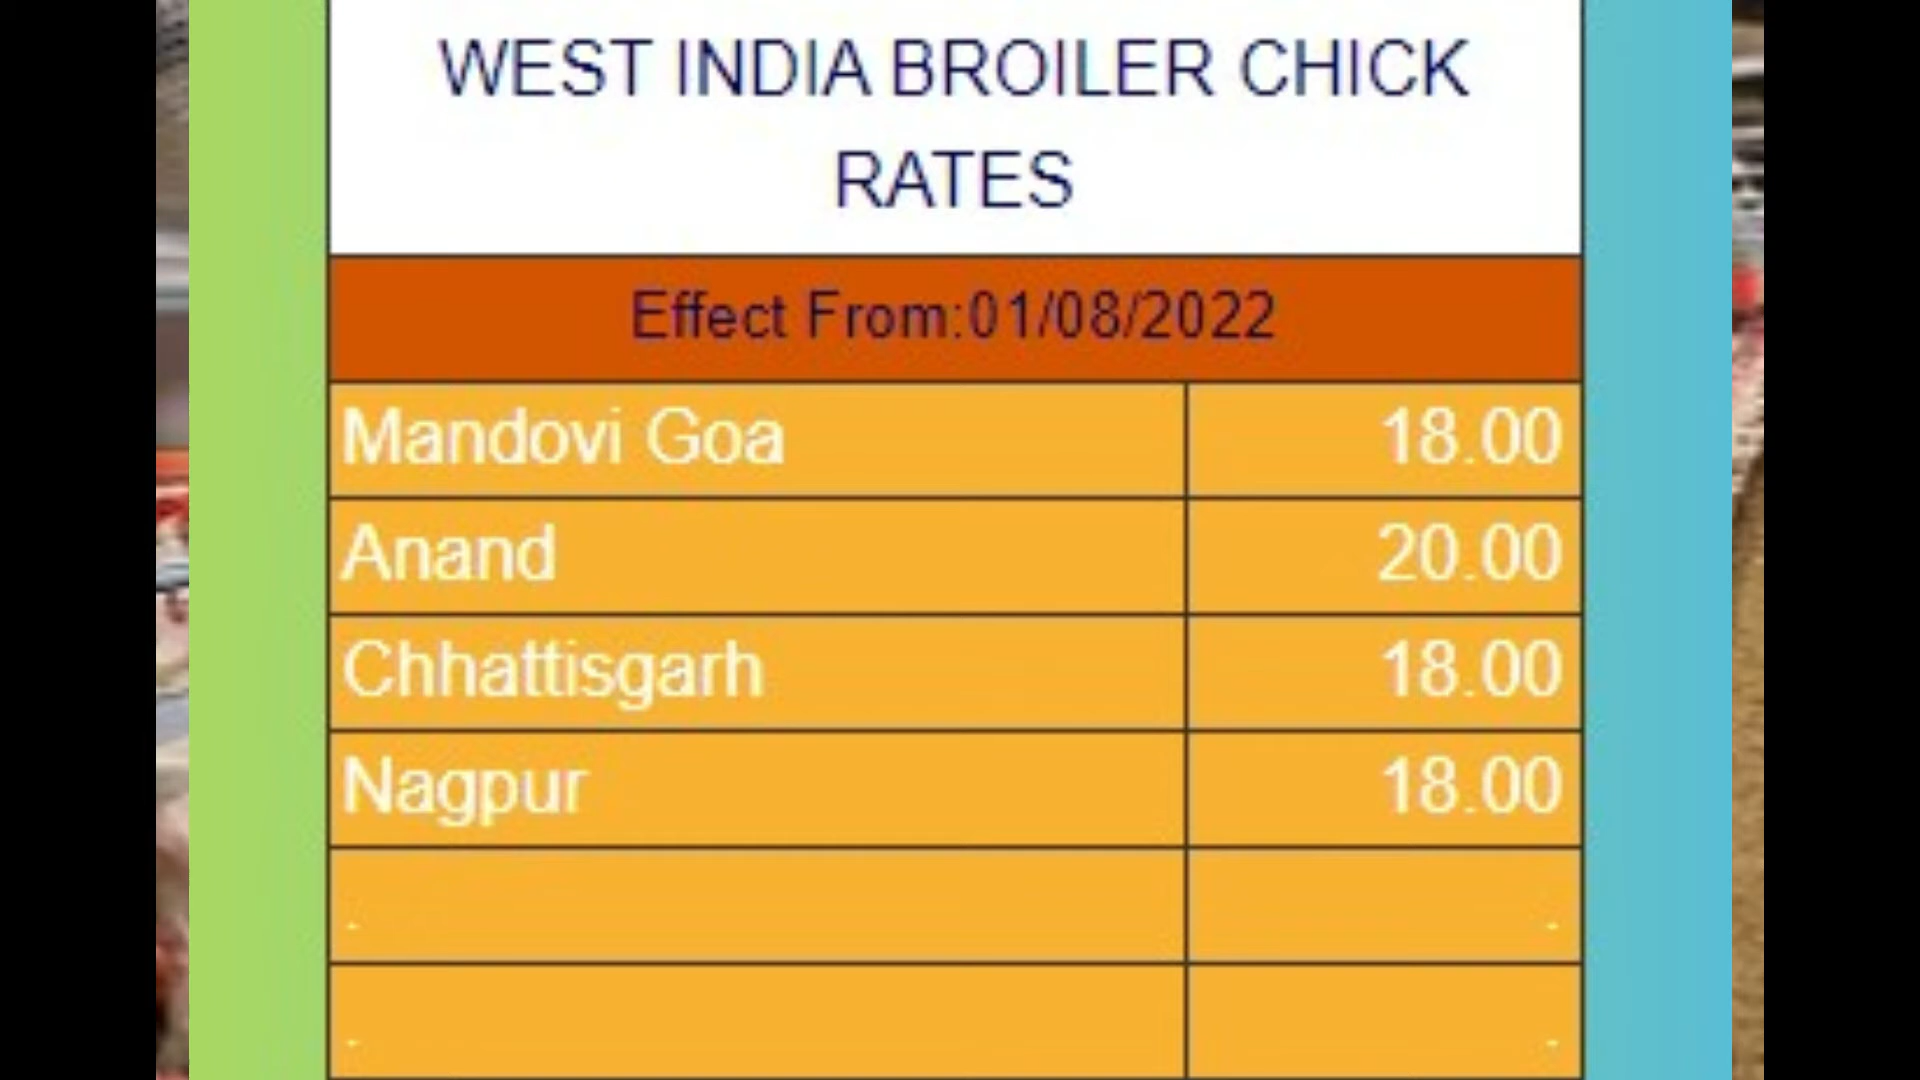 WEST INDIA BROILER CHICK
RATES
Effect From:01/08/2022
Mandovi Goa 18.00
Anand 20.00
Chhattisgarh 18.00
Nagpur 18.00
. .
. .